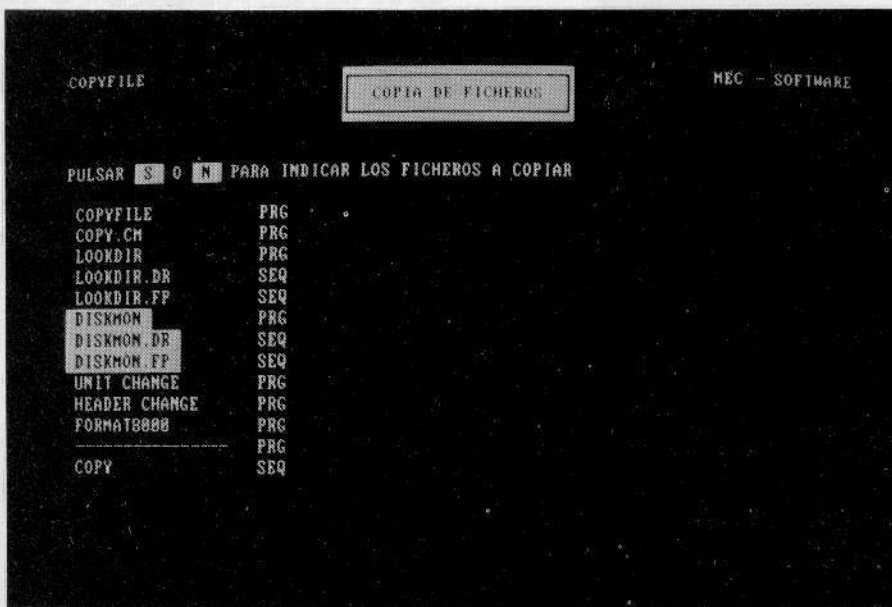 COPYFILE
COPIA DE FICHEROS
MEC - SOFTWARE
PULSAR S O N PARA INDICAR LOS FICHEROS A COPIAR
COPYFILE PRG
COPY.CM PRG
LOOKDIR PRG
LOOKDIR.DR SEQ
LOOKDIR.FP SEQ
DISKMON PRG
DISKMON.DR SEQ
DISKMON.FP SEQ
UNIT CHANGE PRG
HEADER CHANGE PRG
FORMAT8000 PRG
------------------ PRG
COPY SEQ